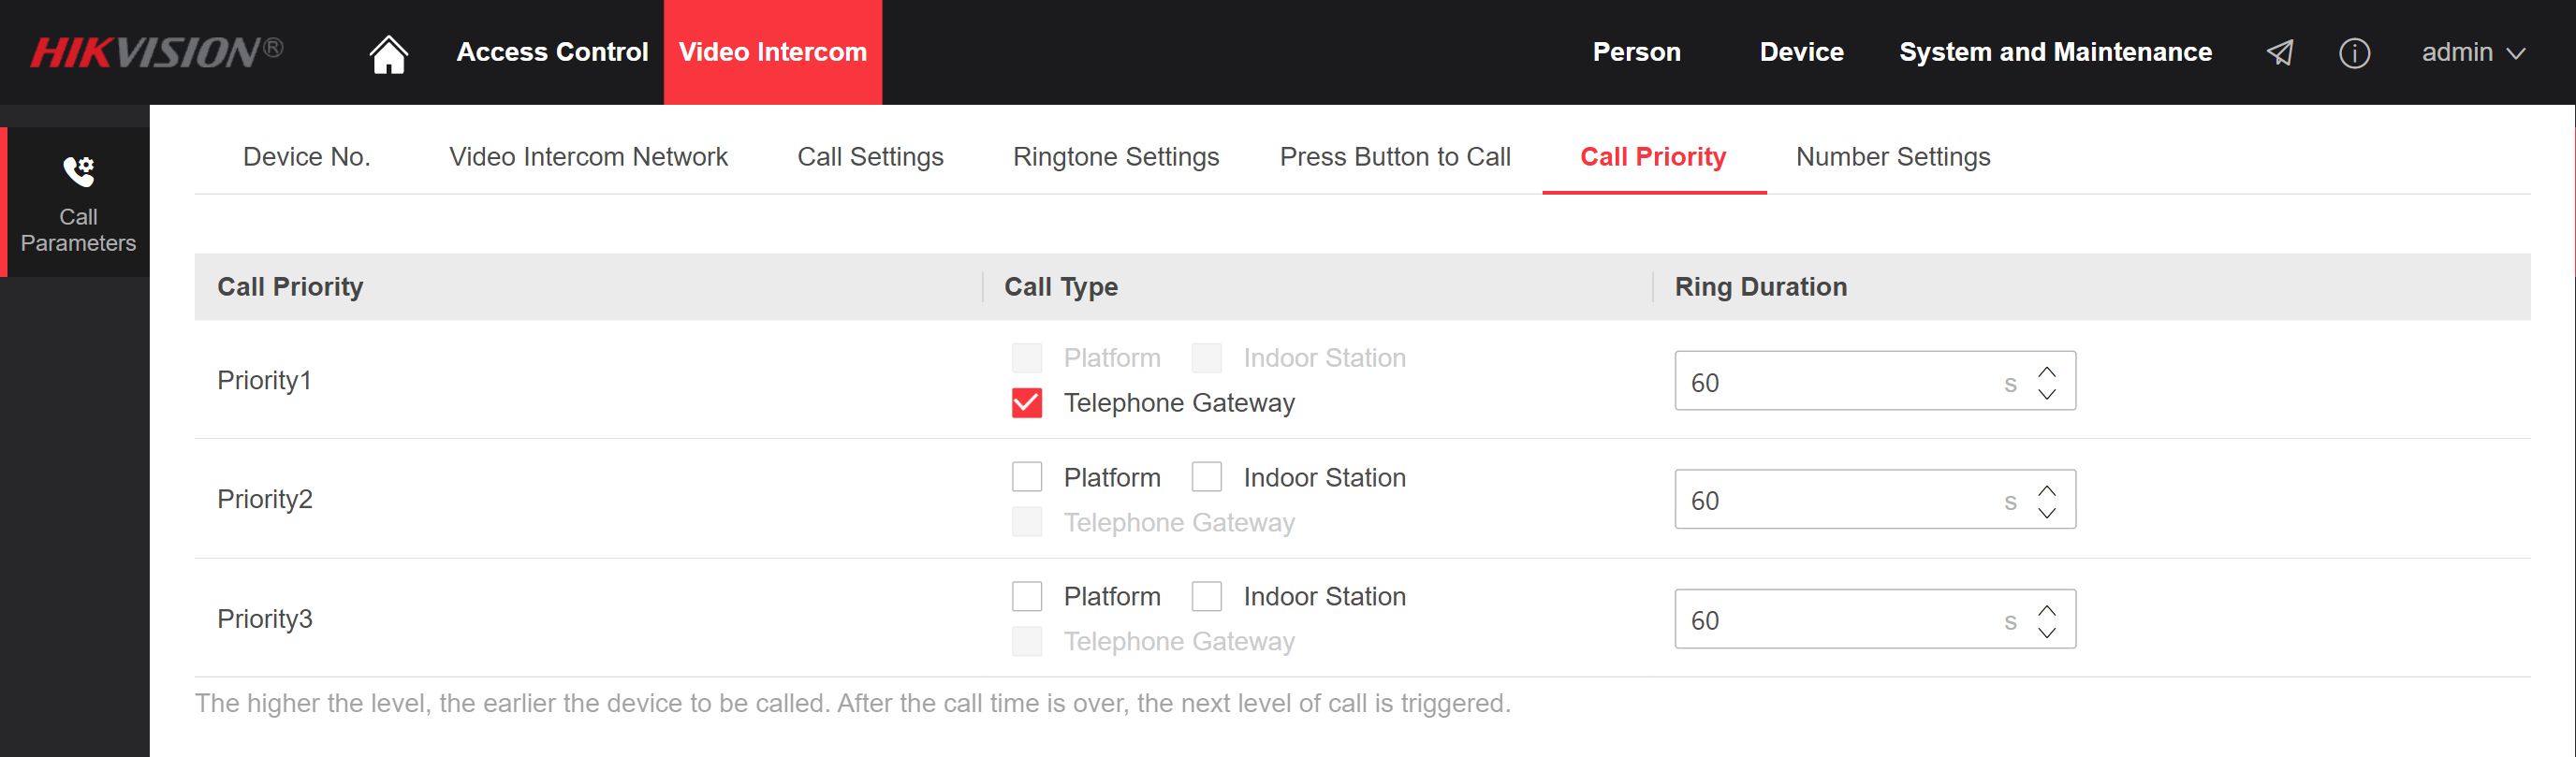 HIKVISION®
Access Control
Video Intercom
Person
Device
System and Maintenance
admin
Call
Parameters
Device No.
Video Intercom Network
Call Settings
Ringtone Settings
Press Button to Call
Call Priority
Number Settings
Call Priority
Call Type
Ring Duration
Priority1
Platform
Indoor Station
Telephone Gateway
60 s
Priority2
Platform
Indoor Station
Telephone Gateway
60 s
Priority3
Platform
Indoor Station
Telephone Gateway
60 s
The higher the level, the earlier the device to be called. After the call time is over, the next level of call is triggered.